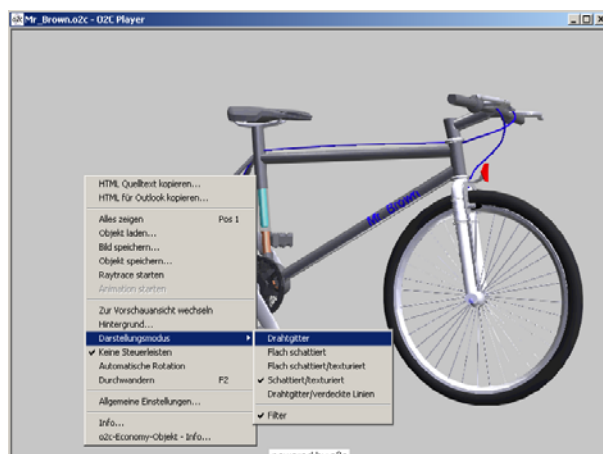 Mr_Brown.o2c - O2C Player
HTML Quelltext kopieren...
HTML für Outlook kopieren...
Alles zeigen Pos 1
Objekt laden...
Bild speichern...
Objekt speichern...
Raytrace starten
Animation starten
Zur Vorschauansicht wechseln
Hintergrund...
Darstellungsmodus
Keine Steuerleisten
Automatische Rotation
Durchwandern F2
Allgemeine Einstellungen...
Info...
o2c-Economy-Objekt - Info...
Drahtgitter
Flach schattiert
Flach schattiert/texturiert
Schattiert/texturiert
Drahtgitter/verdeckte Linien
Filter
Mr_Brown